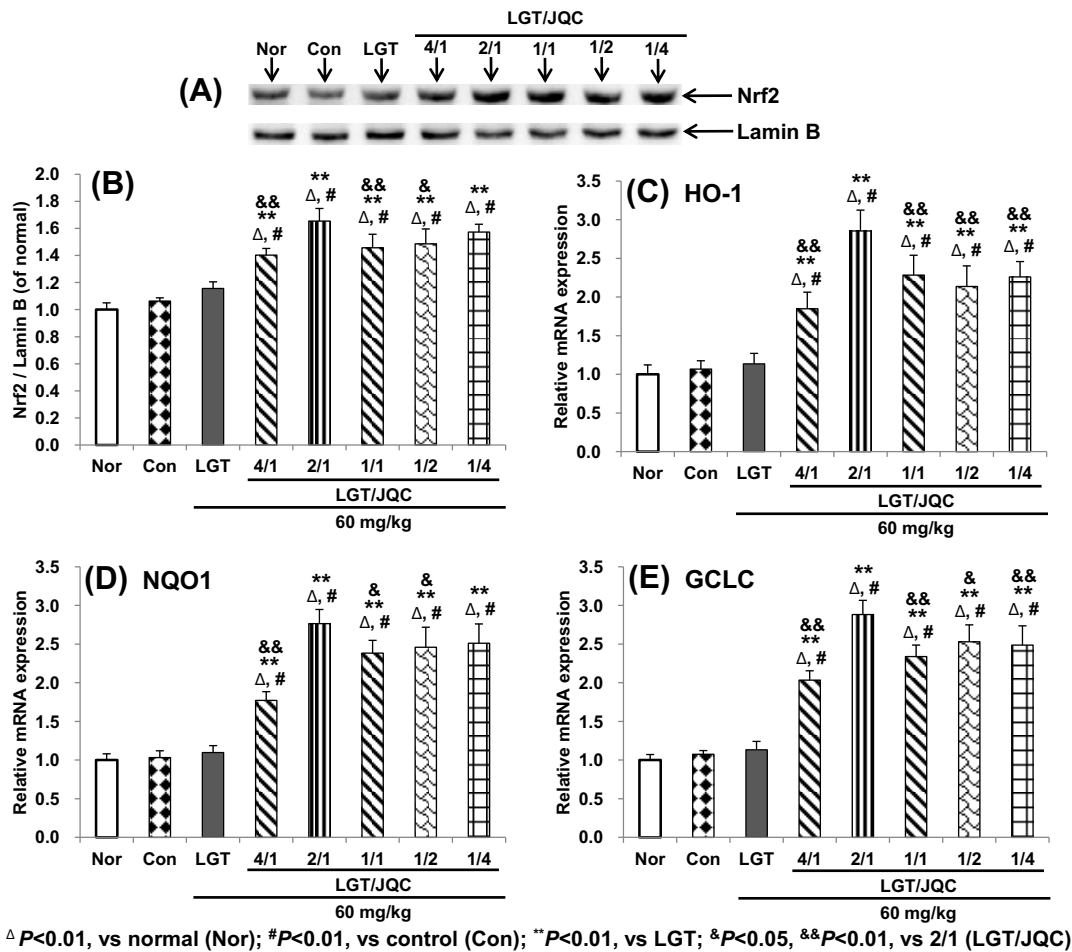 LGT/JQC
Nor Con LGT 4/1 2/1 1/1 1/2 1/4
(A) Nrf2
Lamin B
(B)
Nrf2 / Lamin B (of normal)
2.0
1.8
1.6
1.4
1.2
1.0
0.8
0.6
0.4
0.2
0.0
&& ** Δ, #
** Δ, #
&& ** Δ, #
& ** Δ, #
** Δ, #
Nor Con LGT 4/1 2/1 1/1 1/2 1/4
LGT/JQC
60 mg/kg
(C) HO-1
Relative mRNA expression
3.5
3.0
2.5
2.0
1.5
1.0
0.5
0.0
&& ** Δ, #
** Δ, #
&& ** Δ, #
&& ** Δ, #
&& ** Δ, #
Nor Con LGT 4/1 2/1 1/1 1/2 1/4
LGT/JQC
60 mg/kg
(D) NQO1
Relative mRNA expression
3.5
3.0
2.5
2.0
1.5
1.0
0.5
0.0
&& ** Δ, #
** Δ, #
& ** Δ, #
& ** Δ, #
** Δ, #
Nor Con LGT 4/1 2/1 1/1 1/2 1/4
LGT/JQC
60 mg/kg
(E) GCLC
Relative mRNA expression
3.5
3.0
2.5
2.0
1.5
1.0
0.5
0.0
&& ** Δ, #
** Δ, #
&& ** Δ, #
& ** Δ, #
&& ** Δ, #
Nor Con LGT 4/1 2/1 1/1 1/2 1/4
LGT/JQC
60 mg/kg
Δ P<0.01, vs normal (Nor); #P<0.01, vs control (Con); **P<0.01, vs LGT; &P<0.05, &&P<0.01, vs 2/1 (LGT/JQC)